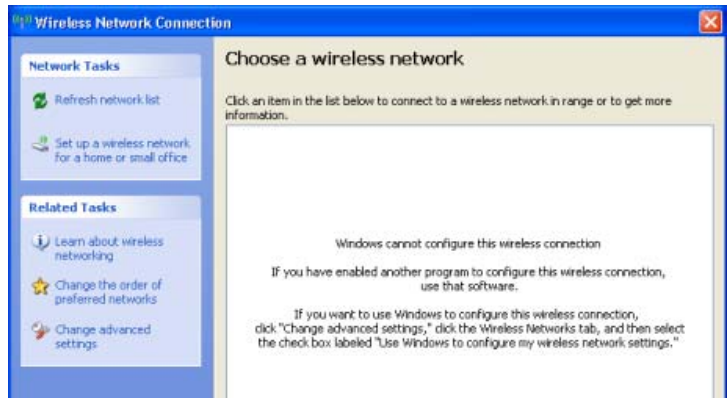 Wireless Network Connection
Network Tasks
Refresh network list
Set up a wireless network
for a home or small office
Related Tasks
Learn about wireless
networking
Change the order of
preferred networks
Change advanced
settings
Choose a wireless network
Click an item in the list below to connect to a wireless network in range or to get more
information.
Windows cannot configure this wireless connection
If you have enabled another program to configure this wireless connection,
use that software.
If you want to use Windows to configure this wireless connection,
click "Change advanced settings," click the Wireless Networks tab, and then select
the check box labeled "Use Windows to configure my wireless network settings."